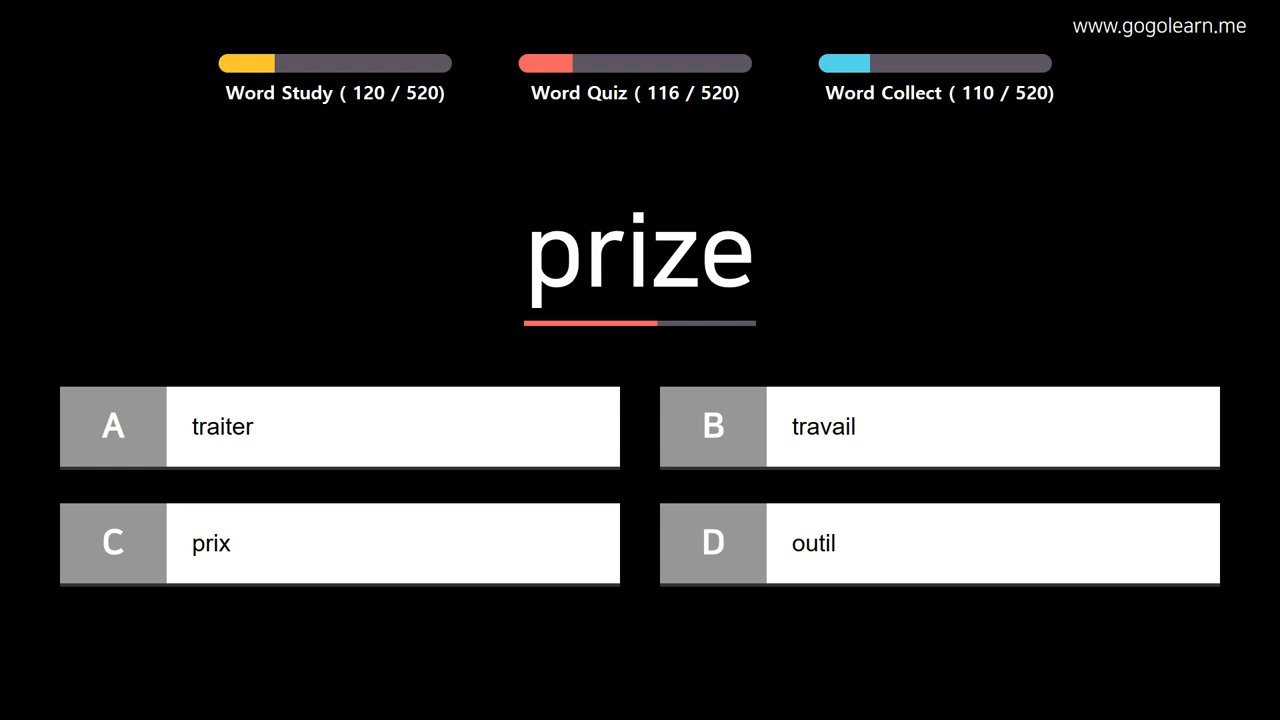 www.gogolearn.me
Word Study ( 120 / 520)
Word Quiz ( 116 / 520)
Word Collect ( 110 / 520)
prize
A traiter
B travail
C prix
D outil